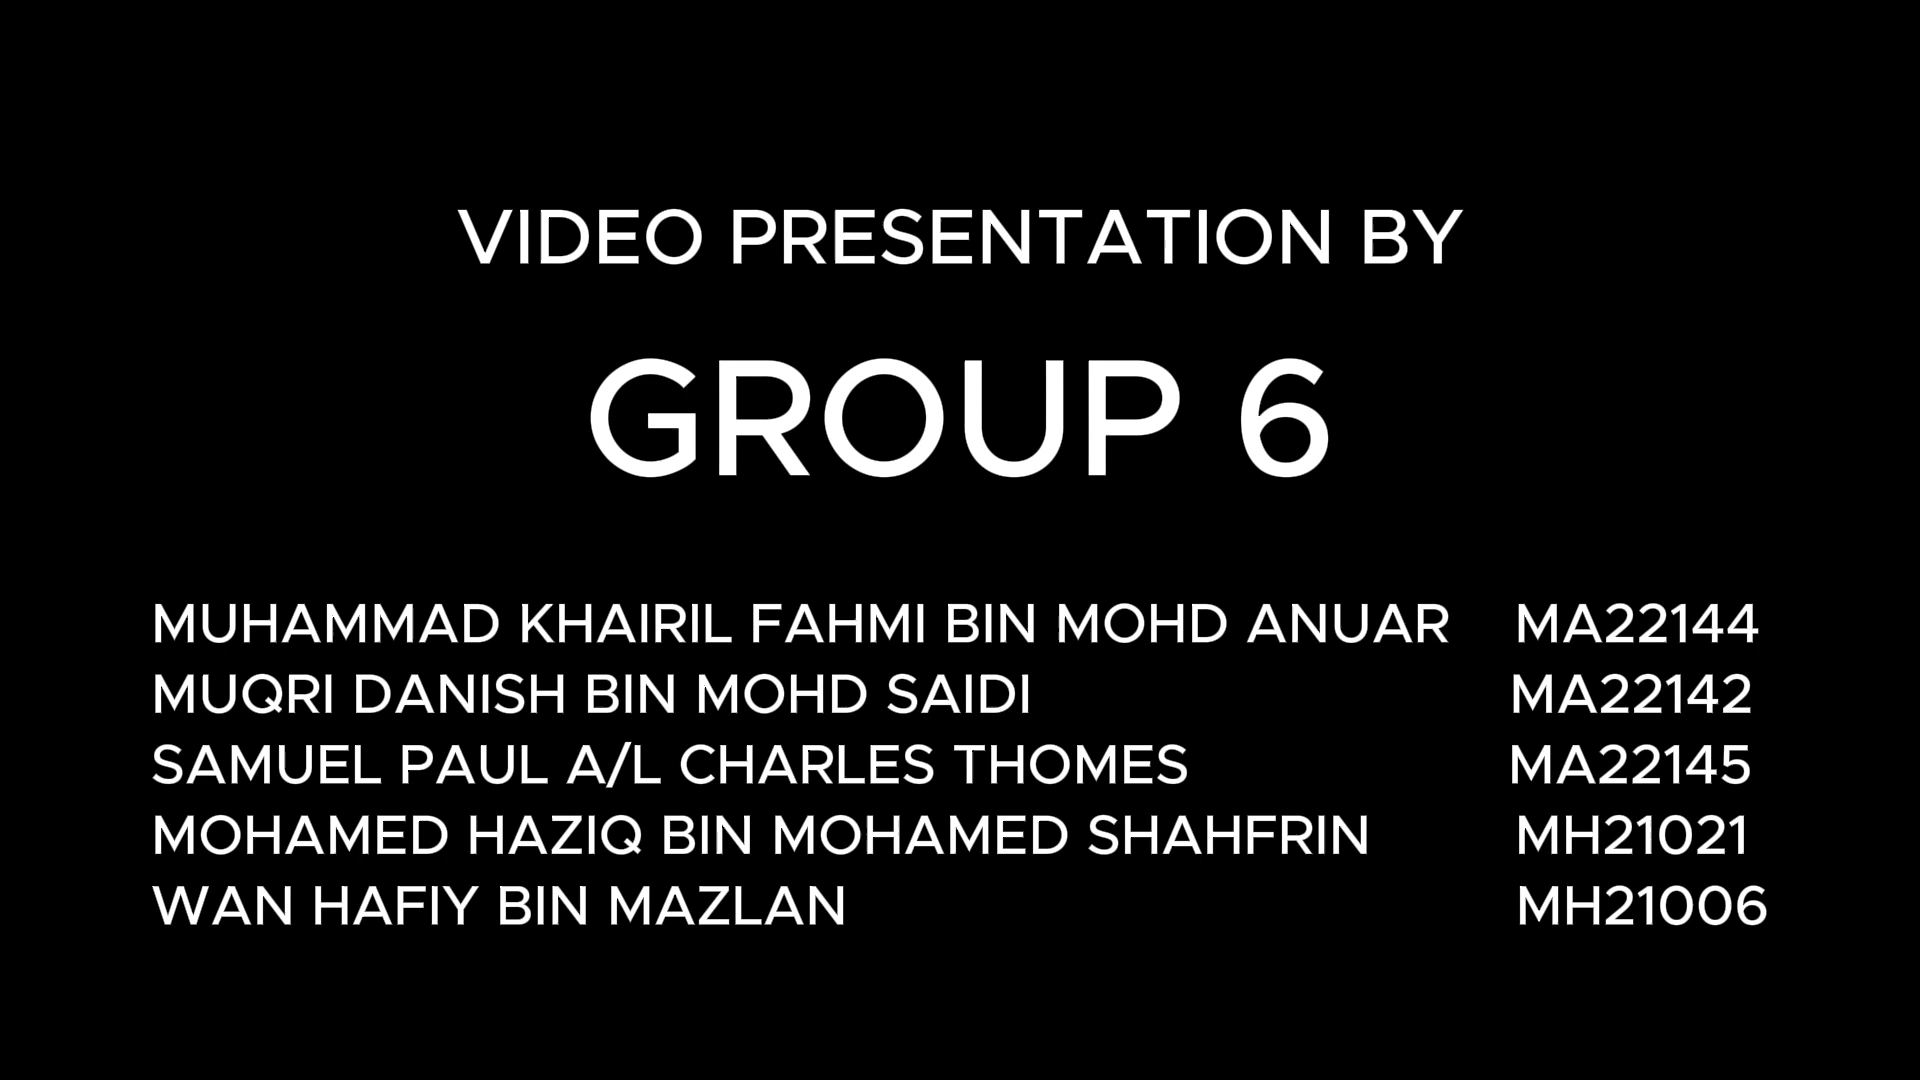 VIDEO PRESENTATION BY
GROUP 6
MUHAMMAD KHAIRIL FAHMI BIN MOHD ANUAR MA22144
MUQRI DANISH BIN MOHD SAIDI MA22142
SAMUEL PAUL A/L CHARLES THOMES MA22145
MOHAMED HAZIQ BIN MOHAMED SHAHFRIN MH21021
WAN HAFIY BIN MAZLAN MH21006